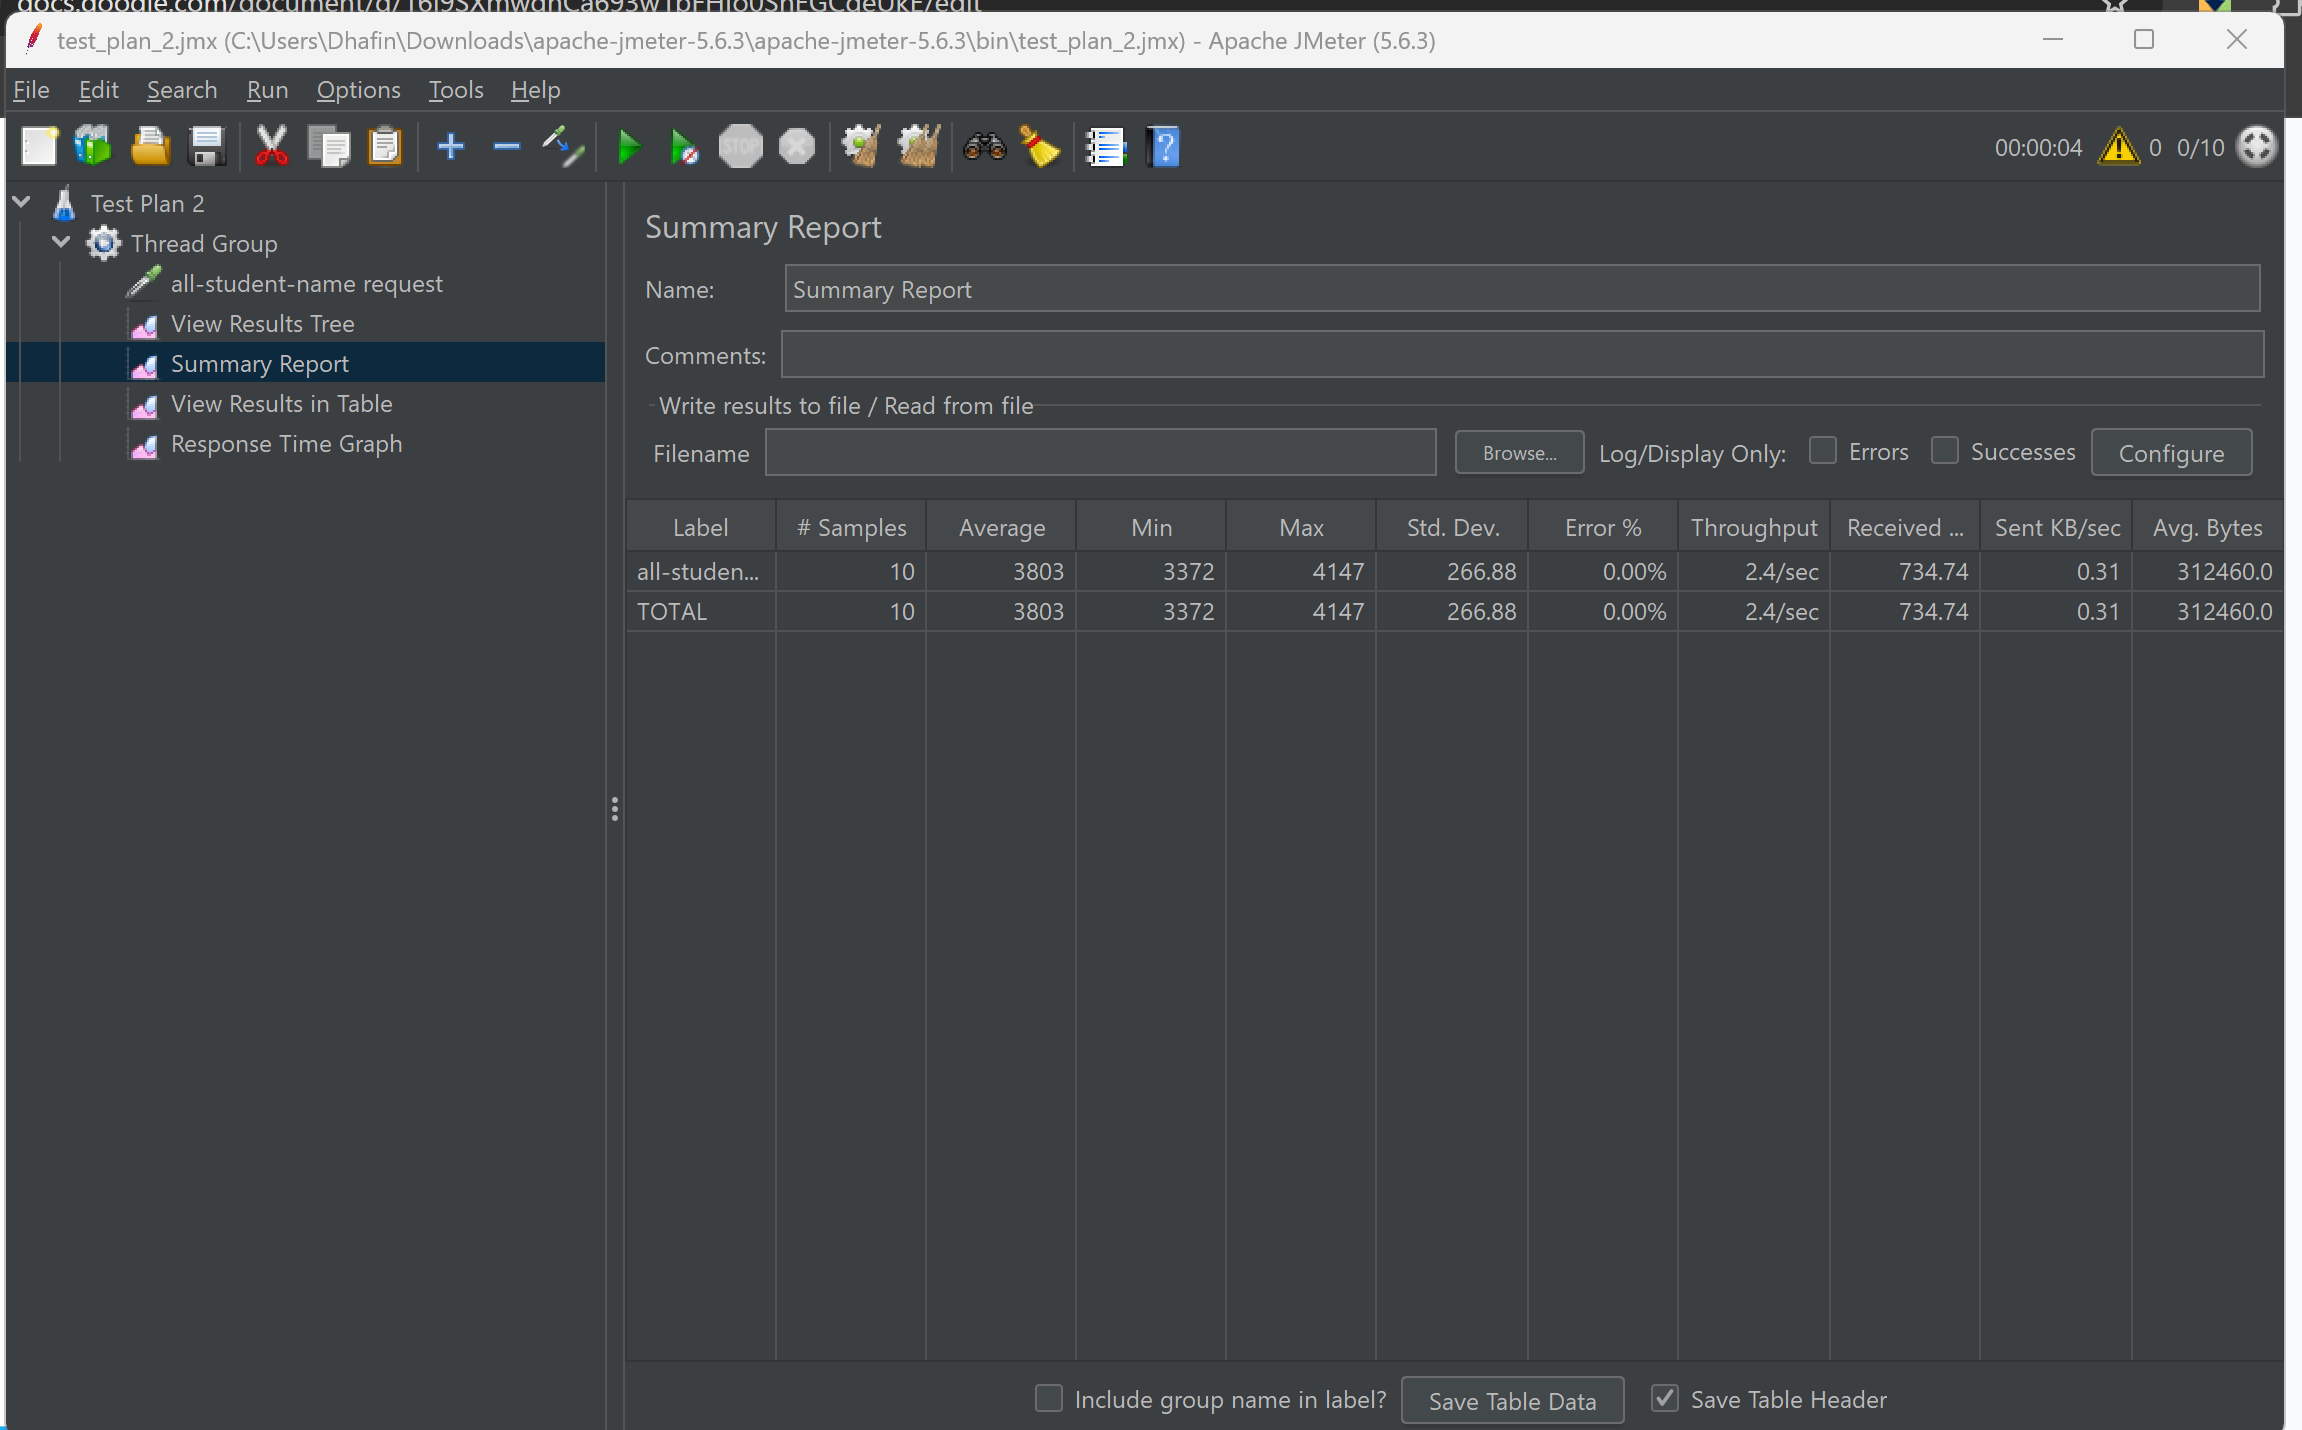 test_plan_2.jmx (C:\Users\Dhafin\Downloads\apache-jmeter-5.6.3\apache-jmeter-5.6.3\bin\test_plan_2.jmx) - Apache JMeter (5.6.3)
File Edit Search Run Options Tools Help
STOP 00:00:04 0 0/10
Test Plan 2
Thread Group
all-student-name request
View Results Tree
Summary Report
View Results in Table
Response Time Graph
Summary Report
Name: Summary Report
Comments:
Write results to file / Read from file
Filename Browse... Log/Display Only: Errors Successes Configure
Label # Samples Average Min Max Std. Dev. Error % Throughput Received ... Sent KB/sec Avg. Bytes
all-studen... 10 3803 3372 4147 266.88 0.00% 2.4/sec 734.74 0.31 312460.0
TOTAL 10 3803 3372 4147 266.88 0.00% 2.4/sec 734.74 0.31 312460.0
Include group name in label? Save Table Data Save Table Header